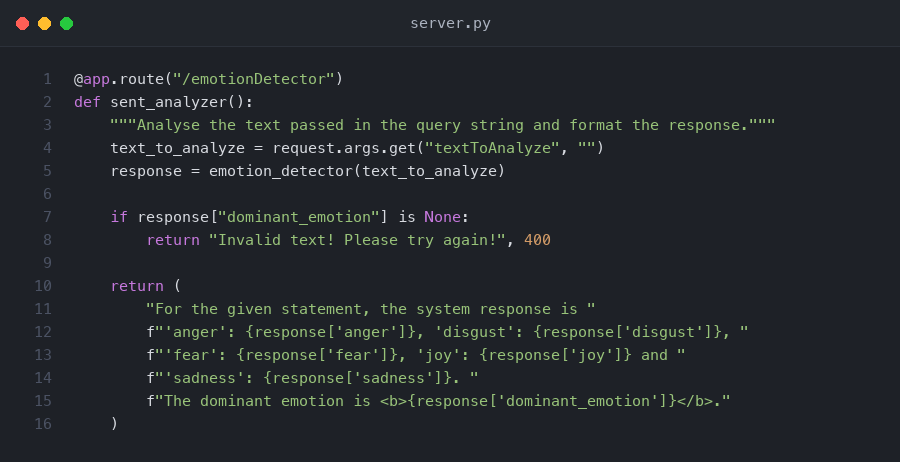 server.py
1 @app.route("/emotionDetector")
2 def sent_analyzer():
3     """Analyse the text passed in the query string and format the response."""
4     text_to_analyze = request.args.get("textToAnalyze", "")
5     response = emotion_detector(text_to_analyze)
6
7     if response["dominant_emotion"] is None:
8         return "Invalid text! Please try again!", 400
9
10     return (
11         "For the given statement, the system response is "
12         f"'anger': {response['anger']}, 'disgust': {response['disgust']}, "
13         f"'fear': {response['fear']}, 'joy': {response['joy']} and "
14         f"'sadness': {response['sadness']}. "
15         f"The dominant emotion is <b>{response['dominant_emotion']}</b>."
16     )